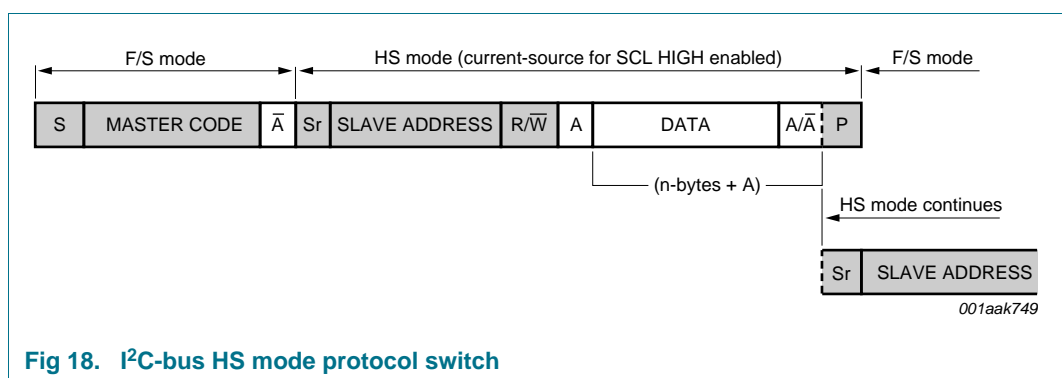 F/S mode HS mode (current-source for SCL HIGH enabled) F/S mode
S MASTER CODE A̅ Sr SLAVE ADDRESS R/W̅ A DATA A/A̅ P
(n-bytes + A)
HS mode continues
Sr SLAVE ADDRESS
001aak749
Fig 18. I²C-bus HS mode protocol switch